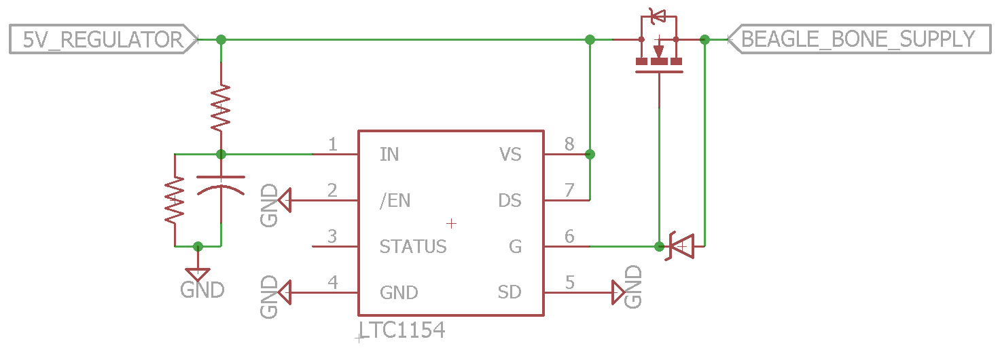 5V_REGULATOR
BEAGLE_BONE_SUPPLY
1
IN
VS
8
GND
2
/EN
DS
7
3
STATUS
G
6
GND
GND
4
GND
SD
5
GND
LTC1154